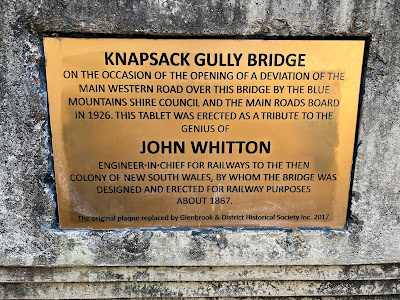 KNAPSACK GULLY BRIDGE
ON THE OCCASION OF THE OPENING OF A DEVIATION OF THE
MAIN WESTERN ROAD OVER THIS BRIDGE BY THE BLUE
MOUNTAINS SHIRE COUNCIL AND THE MAIN ROADS BOARD
IN 1926. THIS TABLET WAS ERECTED AS A TRIBUTE TO THE
GENIUS OF
JOHN WHITTON
ENGINEER-IN-CHIEF FOR RAILWAYS TO THE THEN
COLONY OF NEW SOUTH WALES, BY WHOM THE BRIDGE WAS
DESIGNED AND ERECTED FOR RAILWAY PURPOSES
ABOUT 1867.
The original plaque replaced by Glenbrook & District Historical Society Inc. 2017